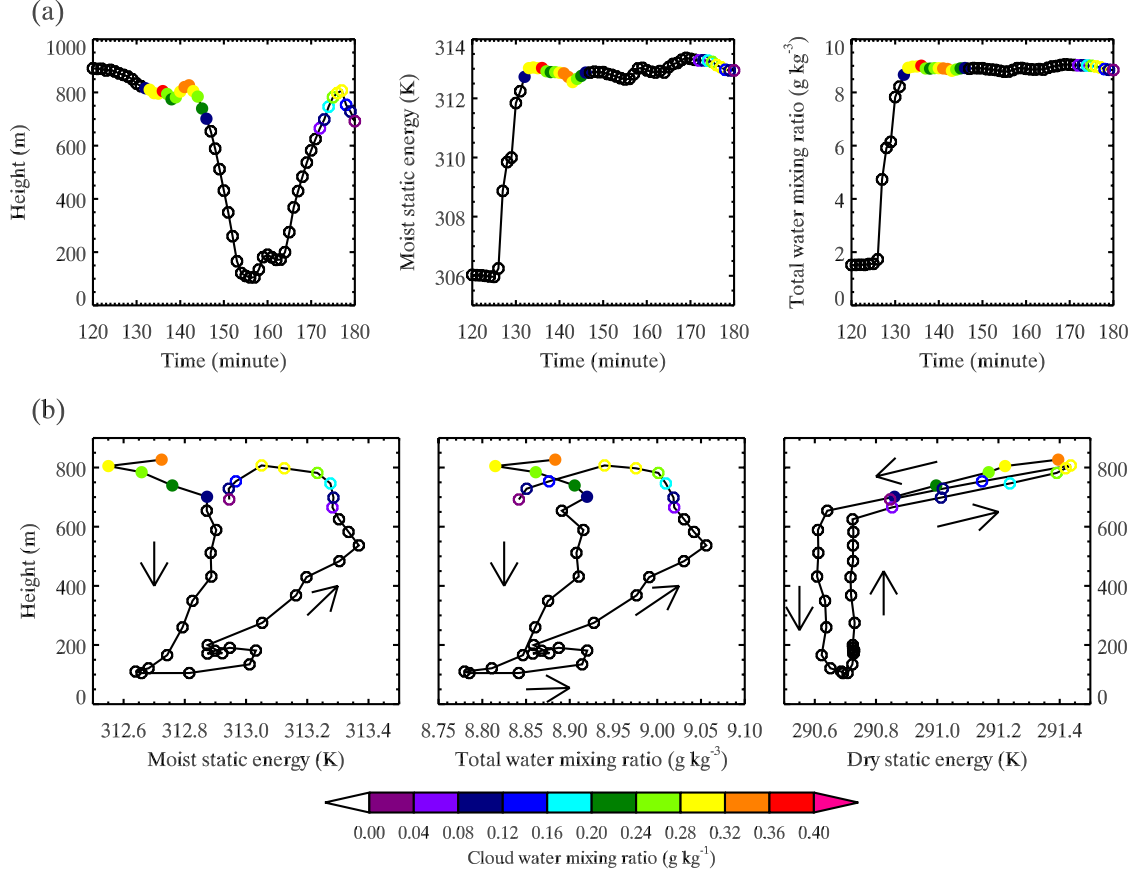 (a)
1000
800
600
400
200
0
Height (m)
120 130 140 150 160 170 180
Time (minute)
314
312
310
308
306
Moist static energy (K)
120 130 140 150 160 170 180
Time (minute)
10
8
6
4
2
0
Total water mixing ratio (g kg-3)
120 130 140 150 160 170 180
Time (minute)
(b)
800
600
400
200
0
Height (m)
312.6 312.8 313.0 313.2 313.4
Moist static energy (K)
8.75 8.80 8.85 8.90 8.95 9.00 9.05 9.10
Total water mixing ratio (g kg-3)
800
600
400
200
0
290.6 290.8 291.0 291.2 291.4
Dry static energy (K)
0.00 0.04 0.08 0.12 0.16 0.20 0.24 0.28 0.32 0.36 0.40
Cloud water mixing ratio (g kg-1)